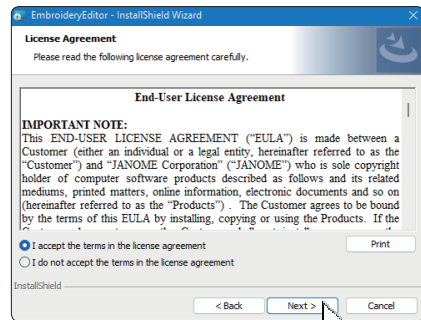 EmbroideryEditor - InstallShield Wizard
License Agreement
Please read the following license agreement carefully.
End-User License Agreement
IMPORTANT NOTE:
This END-USER LICENSE AGREEMENT (“EULA”) is made between a
Customer (either an individual or a legal entity, hereinafter referred to as the
“Customer”) and “JANOME Corporation” (“JANOME”) who is sole copyright
holder of computer software products described as follows and its related
mediums, printed matters, online information, electronic documents and so on
(hereinafter referred to as the “Products”) . The Customer agrees to be bound
by the terms of this EULA by installing, copying or using the Products. If the
I accept the terms in the license agreement
Print
I do not accept the terms in the license agreement
InstallShield
< Back
Next >
Cancel